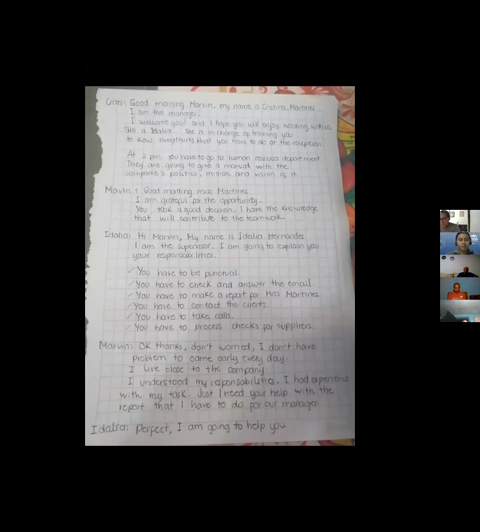 Cristi: Good morning Marvin, my name is Cristina Martinez
I am the manager.
I welcome you! and I hope you will enjoy working with us
She is Idalia. She is in charge of training you
to know everything that you have to do at the reception.
At 2 pm. you have to go to human resources department
They are going to give a manual with the
company's politics, mision, and vision of it.
Marvin: Good morning miss Martinez.
I am grateful for the opportunity.
You take a good decision. I have the knowledge
that will contribute to the teamwork.
Idalia: Hi Marvin, My name is Idalia Hernandez
I am the supervisor. I am going to explain you
your responsabilities.
✓ You have to be punctual.
✓ You have to check and answer the email
✓ You have to make a report for Miss Martinez
✓ You have to contact the clients.
✓ You have to take calls.
✓ You have to process checks for suppliers.
Marvin: Ok thanks, don't worried, I don't have
problem to come early every day.
I live close to the company
I understood my responsabilities. I had experience
with my task. Just I need your help with the
report that I have to do for our manager
Idalia: Perfect, I am going to help you